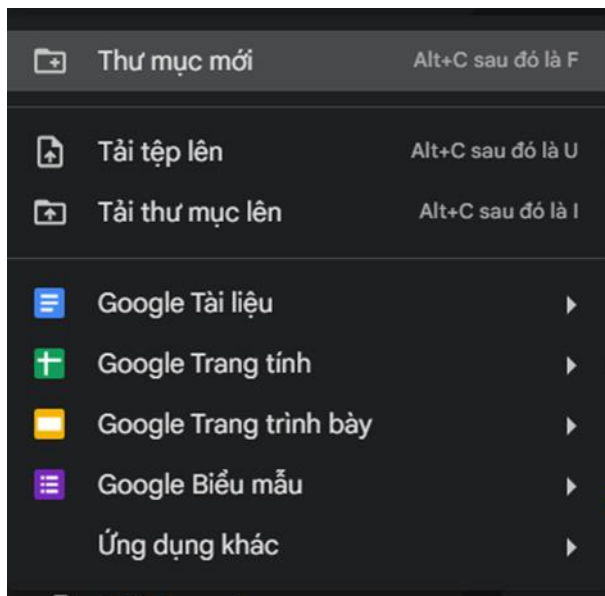 Thư mục mới Alt+C sau đó là F
Tải tệp lên Alt+C sau đó là U
Tải thư mục lên Alt+C sau đó là I
Google Tài liệu
Google Trang tính
Google Trang trình bày
Google Biểu mẫu
Ứng dụng khác